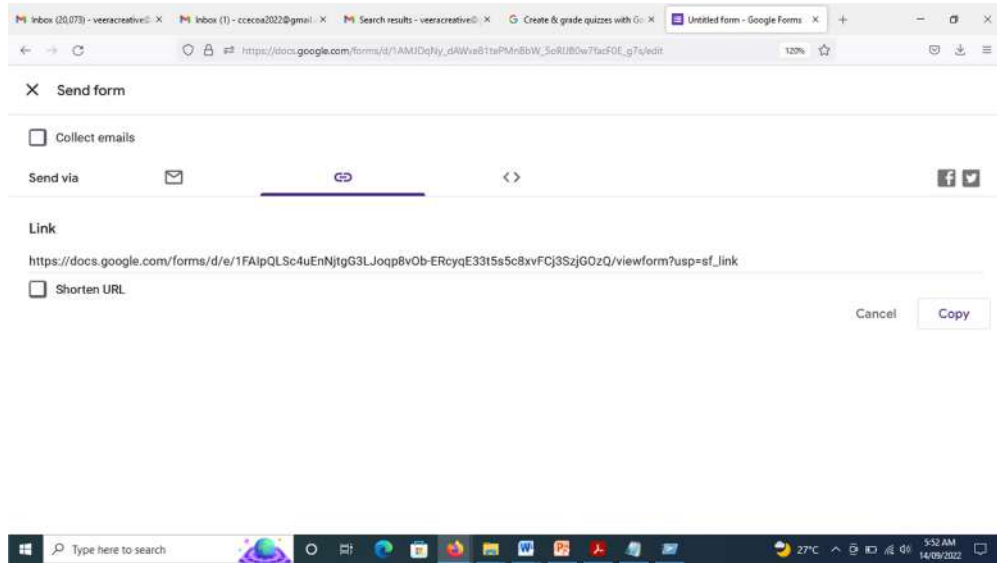 Inbox (20,073) - veeracreative
Inbox (1) - ccecoa2022@gmail.
Search results - veeracreative
Create & grade quizzes with Go
Untitled form - Google Forms
120%
Send form
Collect emails
Send via
Link
https://docs.google.com/forms/d/e/1FAIpQLSc4uEnNjtgG3LJoqp8vOb-ERcyqE33t5s5c8xvFCj3SzjGOzQ/viewform?usp=sf_link
Shorten URL
Cancel Copy
Type here to search
27°C
5:52 AM
14/09/2022